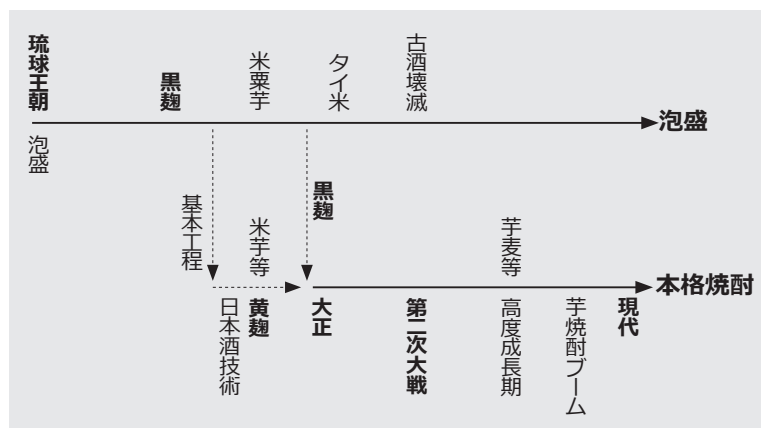 琉球王朝
黒麹
米粟芋
タイ米
古酒壊滅
泡盛
泡盛
基本工程
米芋等
黒麹
芋麦等
本格焼酎
日本酒技術
黄麹
大正
第二次大戦
高度成長期
芋焼酎ブーム
現代